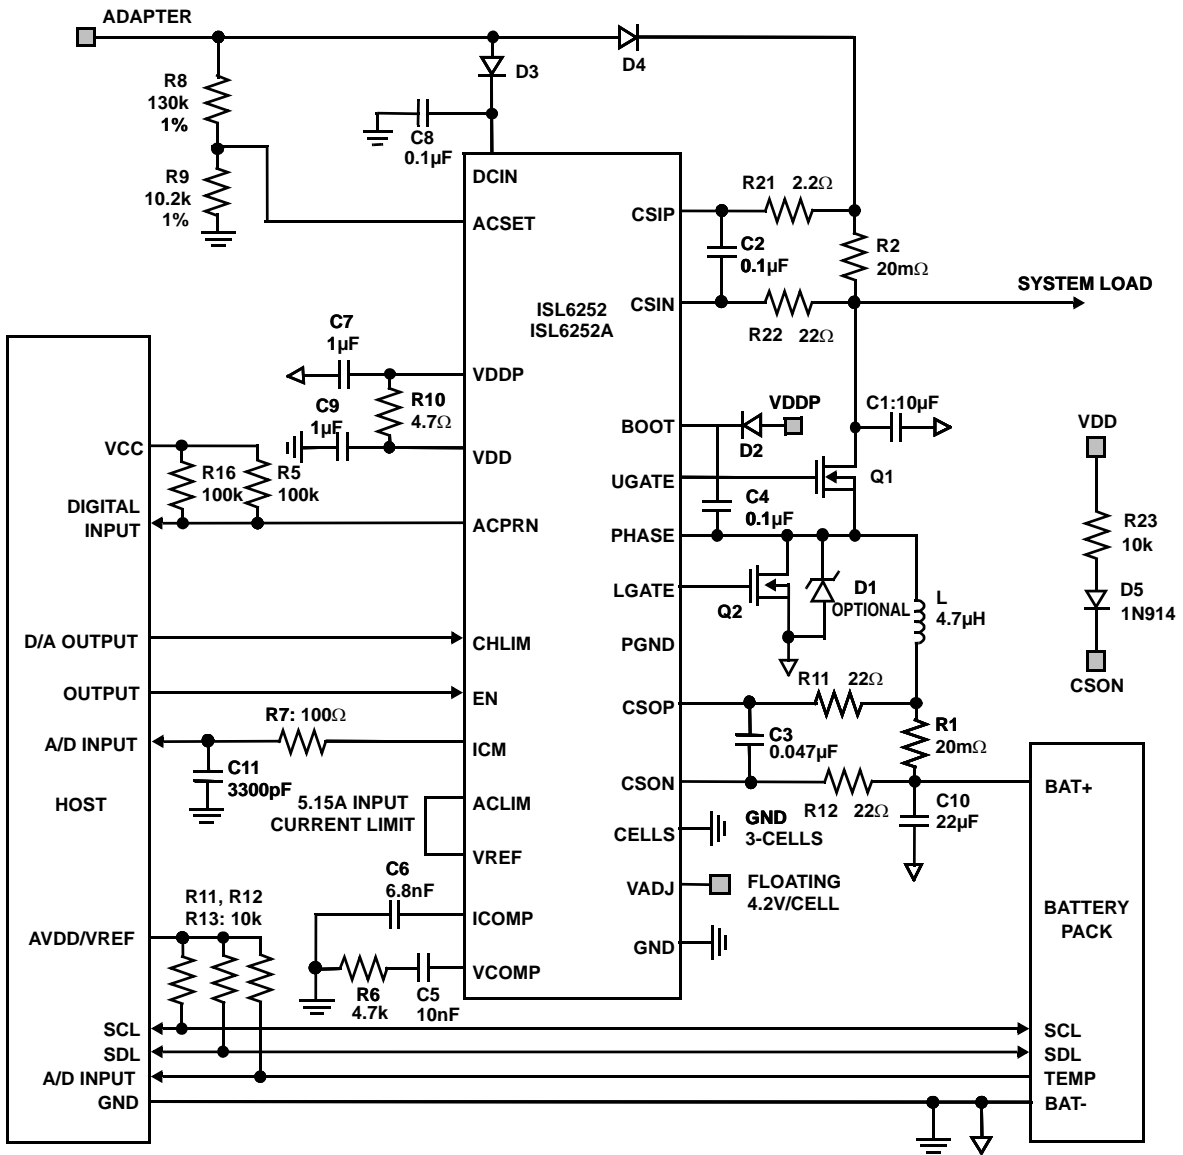 ADAPTER
R8
130k
1%
R9
10.2k
1%
D3
D4
C8
0.1µF
DCIN
ACSET
ISL6252
ISL6252A
CSIP
CSIN
R21 2.2Ω
C2
0.1µF
R2
20mΩ
R22 22Ω
SYSTEM LOAD
C7
1µF
VDDP
R10
4.7Ω
C9
1µF
VDD
VCC
R16
100k
R5
100k
DIGITAL
INPUT
ACPRN
BOOT
VDDP
D2
C1:10µF
UGATE
Q1
C4
0.1µF
PHASE
LGATE
Q2
D1
OPTIONAL
L
4.7µH
PGND
VDD
R23
10k
D5
1N914
CSON
D/A OUTPUT
CHLIM
OUTPUT
EN
R7: 100Ω
A/D INPUT
ICM
C11
3300pF
HOST
R11 22Ω
CSOP
C3
0.047µF
R1
20mΩ
CSON
R12 22Ω
C10
22µF
BAT+
5.15A INPUT
CURRENT LIMIT
ACLIM
VREF
CELLS
GND
3-CELLS
VADJ
FLOATING
4.2V/CELL
GND
C6
6.8nF
ICOMP
VCOMP
R6
4.7k
C5
10nF
R11, R12
R13: 10k
AVDD/VREF
BATTERY
PACK
SCL
SDL
A/D INPUT
GND
SCL
SDL
TEMP
BAT-